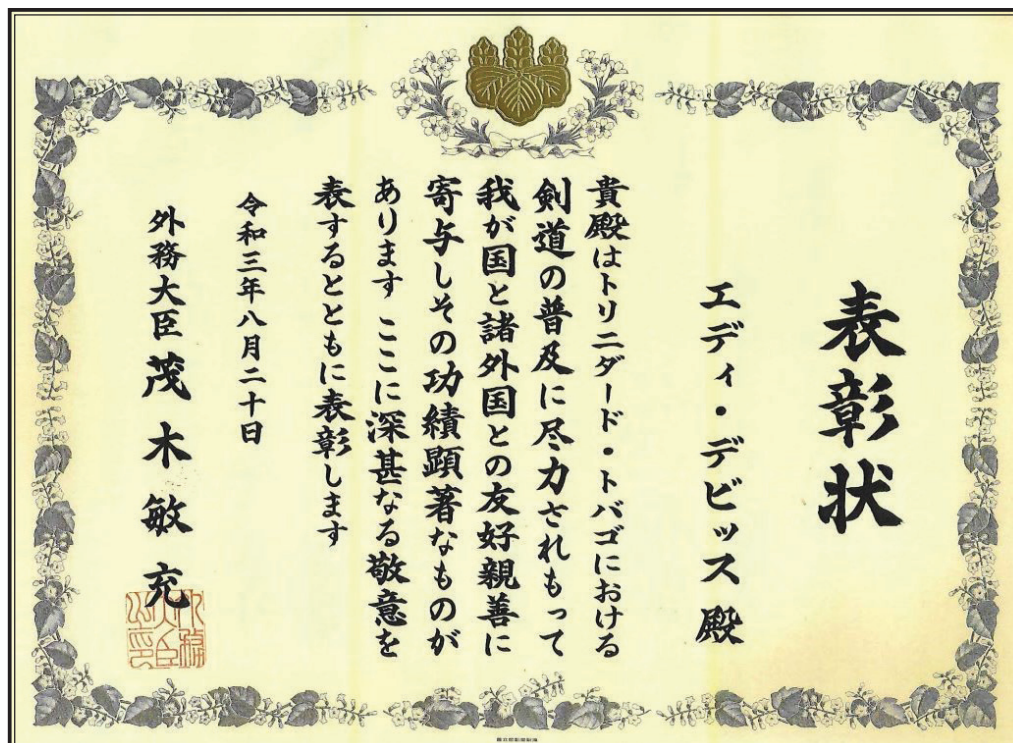 表彰状
エディ・デビッス 殿
貴殿はトリニダード・トバゴにおける
剣道の普及に尽力されもって
我が国と諸外国との友好親善に
寄与しその功績顕著なものが
あります ここに深甚なる敬意を
表するとともに表彰します
令和三年八月二十日
外務大臣 茂木敏充